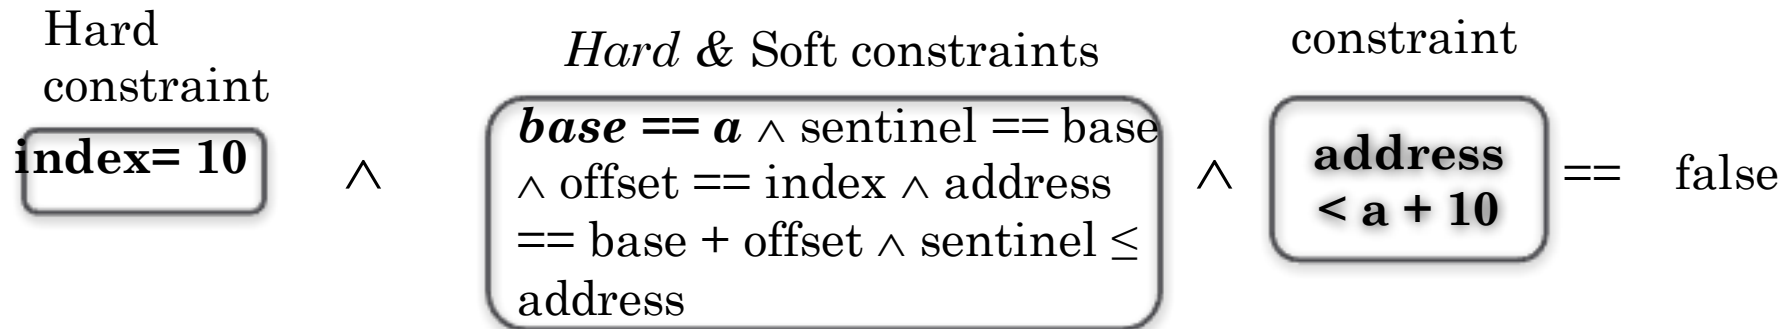 Hard
constraint
Hard & Soft constraints
constraint
index= 10
∧
base == a ∧ sentinel == base
∧ offset == index ∧ address
== base + offset ∧ sentinel ≤
address
∧
address
< a + 10
== false